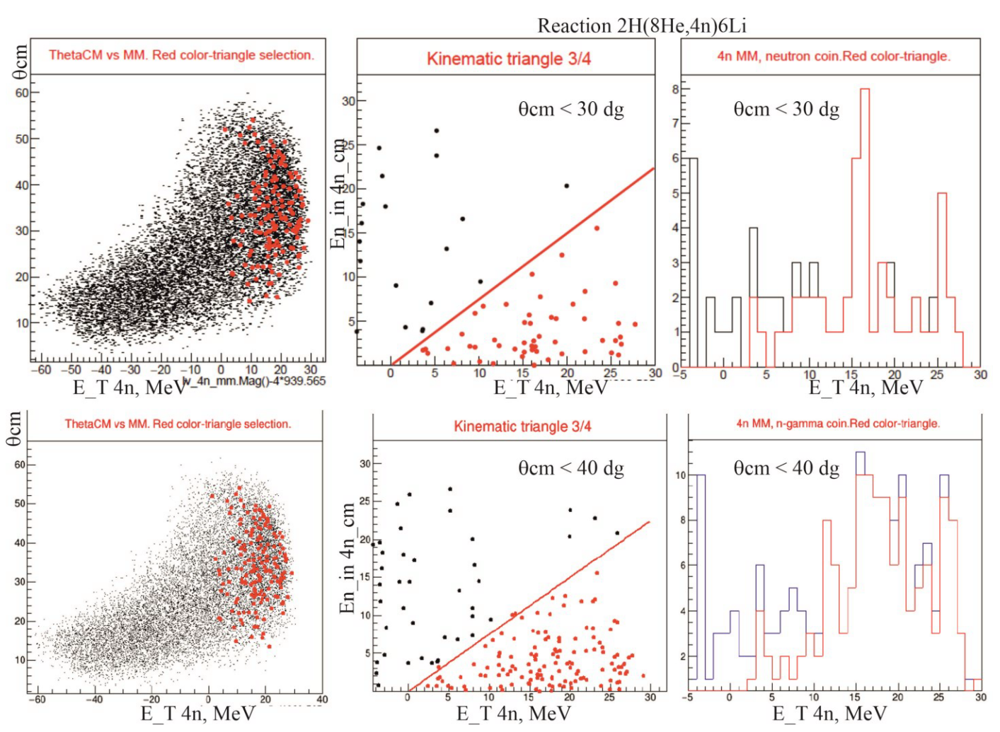 Reaction 2H(8He,4n)6Li
ThetaCM vs MM. Red color-triangle selection.
θcm
60
50
40
30
20
10
−60 −50 −40 −30 −20 −10 0 10 20 30
E_T 4n, MeV
lv_4n_mm.Mag()-4*939.565
Kinematic triangle 3/4
θcm < 30 dg
En_in 4n_cm
30
25
20
15
10
5
0 5 10 15 20 25 30
E_T 4n, MeV
4n MM, neutron coin.Red color-triangle.
θcm < 30 dg
8
7
6
5
4
3
2
1
0
−5 0 5 10 15 20 25 30
E_T 4n, MeV
ThetaCM vs MM. Red color-triangle selection.
θcm
60
50
40
30
20
10
−60 −40 −20 0 20 40
E_T 4n, MeV
Kinematic triangle 3/4
θcm < 40 dg
En_in 4n_cm
30
25
20
15
10
5
0 5 10 15 20 25 30
E_T 4n, MeV
4n MM, n-gamma coin.Red color-triangle.
θcm < 40 dg
10
8
6
4
2
−5 0 5 10 15 20 25 30
E_T 4n, MeV